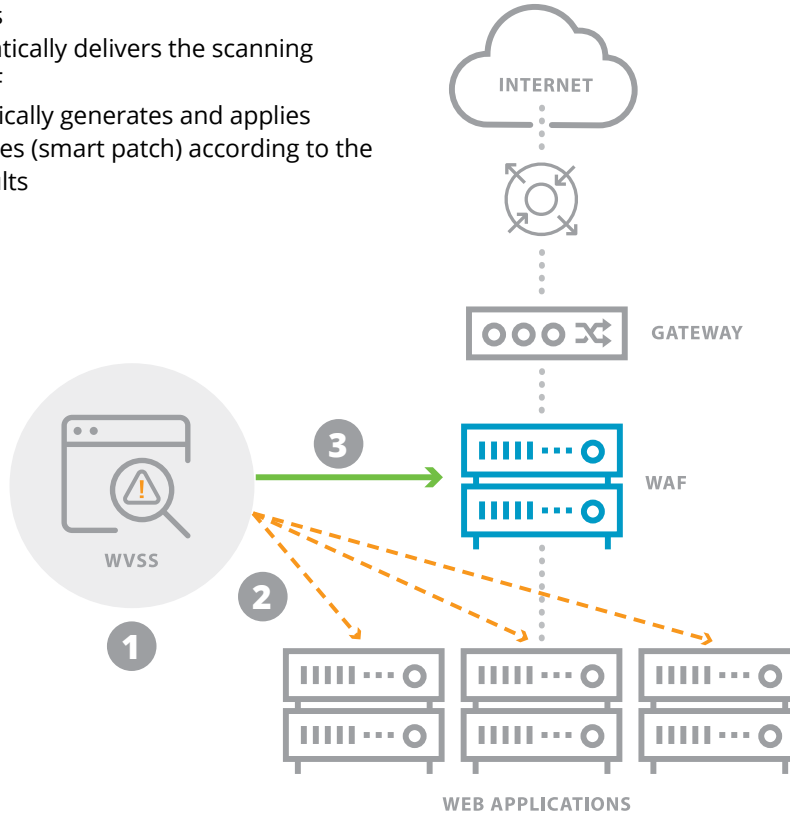 s
tically delivers the scanning
ically generates and applies
es (smart patch) according to the
ults
INTERNET
GATEWAY
3
WAF
!
WVSS
2
1
WEB APPLICATIONS